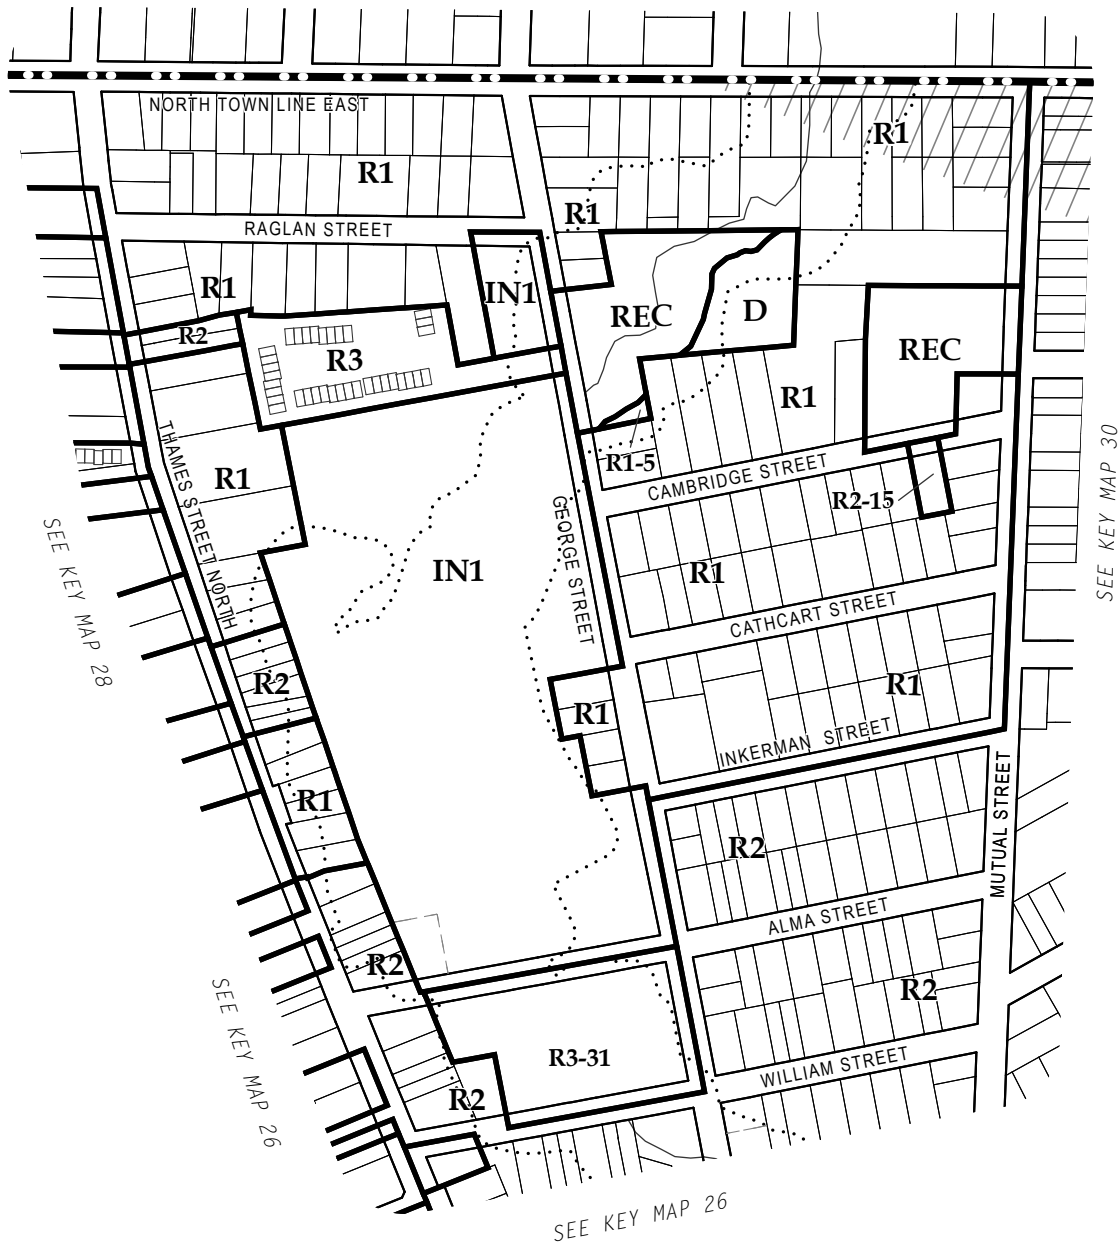 NORTH TOWN LINE EAST
R1
R1
R1
RAGLAN STREET
R1
IN1
REC
D
R2
R3
REC
R1
THAMES STREET NORTH
R1
R1-5
CAMBRIDGE STREET
R2-15
SEE KEY MAP 30
GEORGE STREET
IN1
R1
SEE KEY MAP 28
CATHCART STREET
R2
R1
R1
INKERMAN STREET
R1
R2
MUTUAL STREET
ALMA STREET
R2
R2
SEE KEY MAP 26
R3-31
WILLIAM STREET
R2
SEE KEY MAP 26